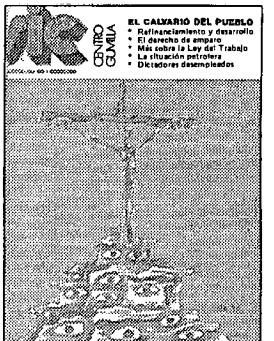 sic
CENTRO
GUMILLA
EL CALVARIO DEL PUEBLO
* Refinanciamiento y desarrollo
* El derecho de amparo
* Más sobre la Ley del Trabajo
* La situación petrolera
* Dictadores desempleados